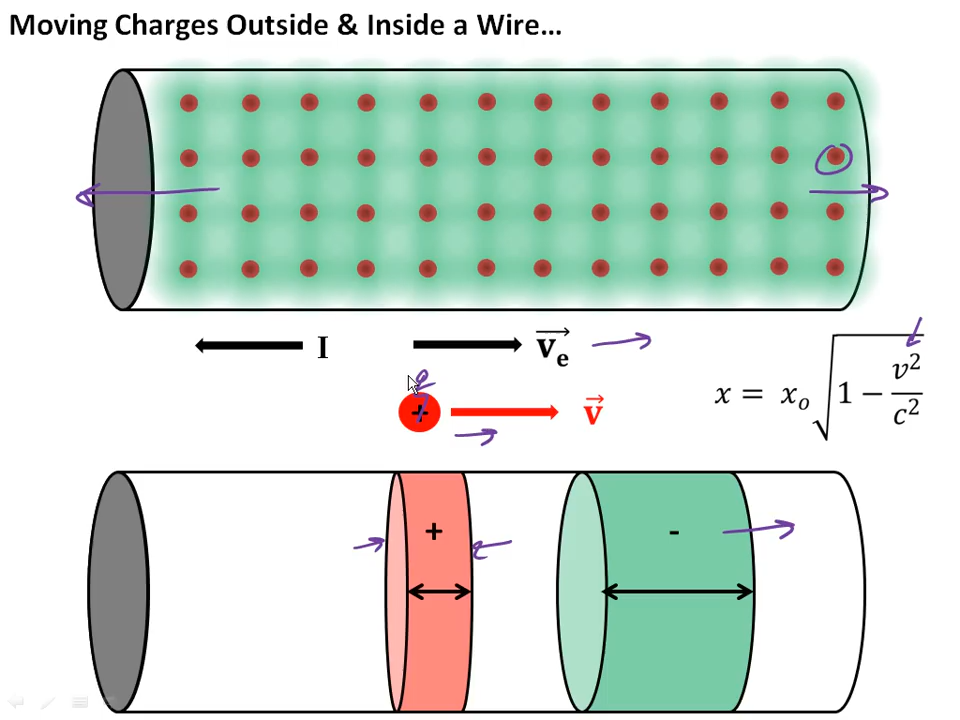 Moving Charges Outside & Inside a Wire…
I
v⃗ₑ
q
+
v⃗
x = xₒ √(1 − v²/c²)
+
-